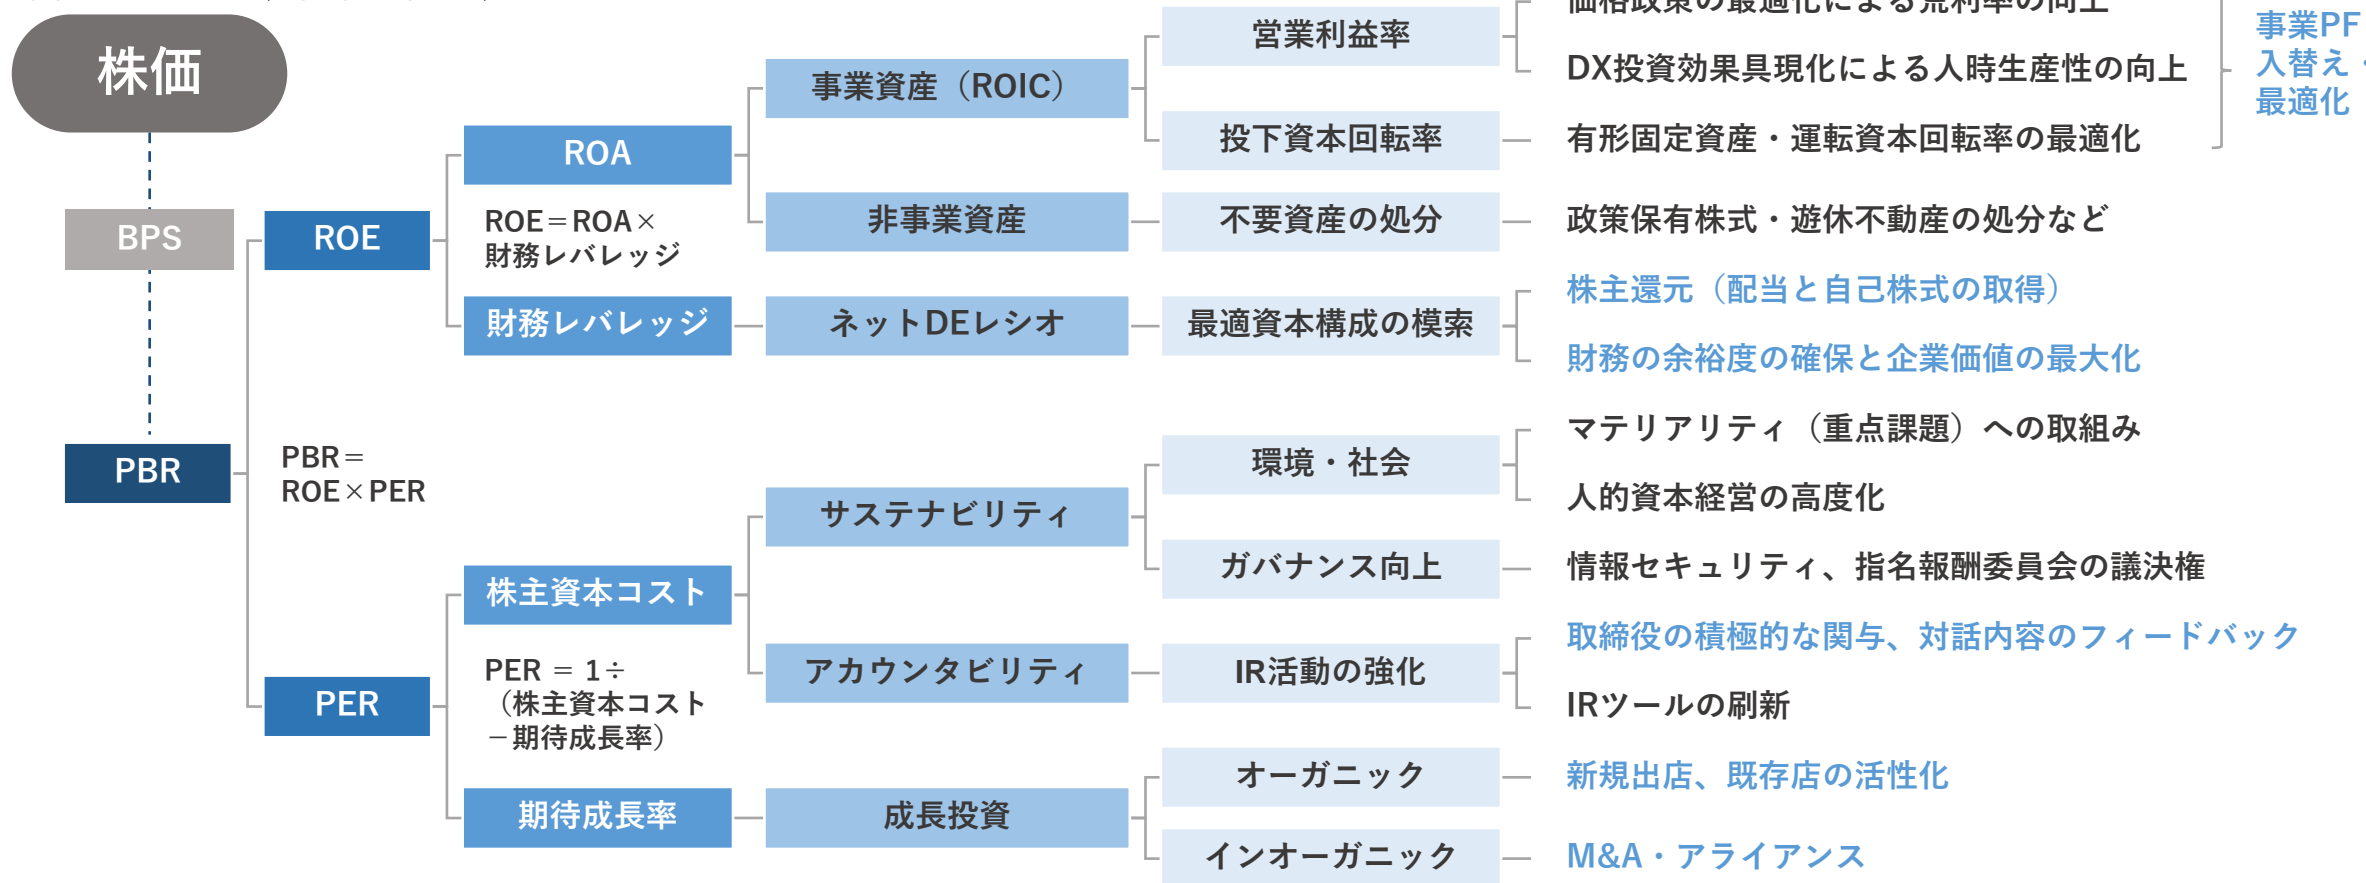 株価
BPS
PBR
PBR＝
ROE×PER
ROE
PER
ROA
ROE＝ROA×
財務レバレッジ
財務レバレッジ
株主資本コスト
PER ＝ 1÷
（株主資本コスト
－期待成長率）
期待成長率
事業資産（ROIC）
非事業資産
ネットDEレシオ
サステナビリティ
アカウンタビリティ
成長投資
営業利益率
投下資本回転率
不要資産の処分
最適資本構成の模索
環境・社会
ガバナンス向上
IR活動の強化
オーガニック
インオーガニック
価格政策の最適化による荒利率の向上
DX投資効果具現化による人時生産性の向上
有形固定資産・運転資本回転率の最適化
政策保有株式・遊休不動産の処分など
株主還元（配当と自己株式の取得）
財務の余裕度の確保と企業価値の最大化
マテリアリティ（重点課題）への取組み
人的資本経営の高度化
情報セキュリティ、指名報酬委員会の議決権
取締役の積極的な関与、対話内容のフィードバック
IRツールの刷新
新規出店、既存店の活性化
M&A・アライアンス
事業PF
入替え・
最適化